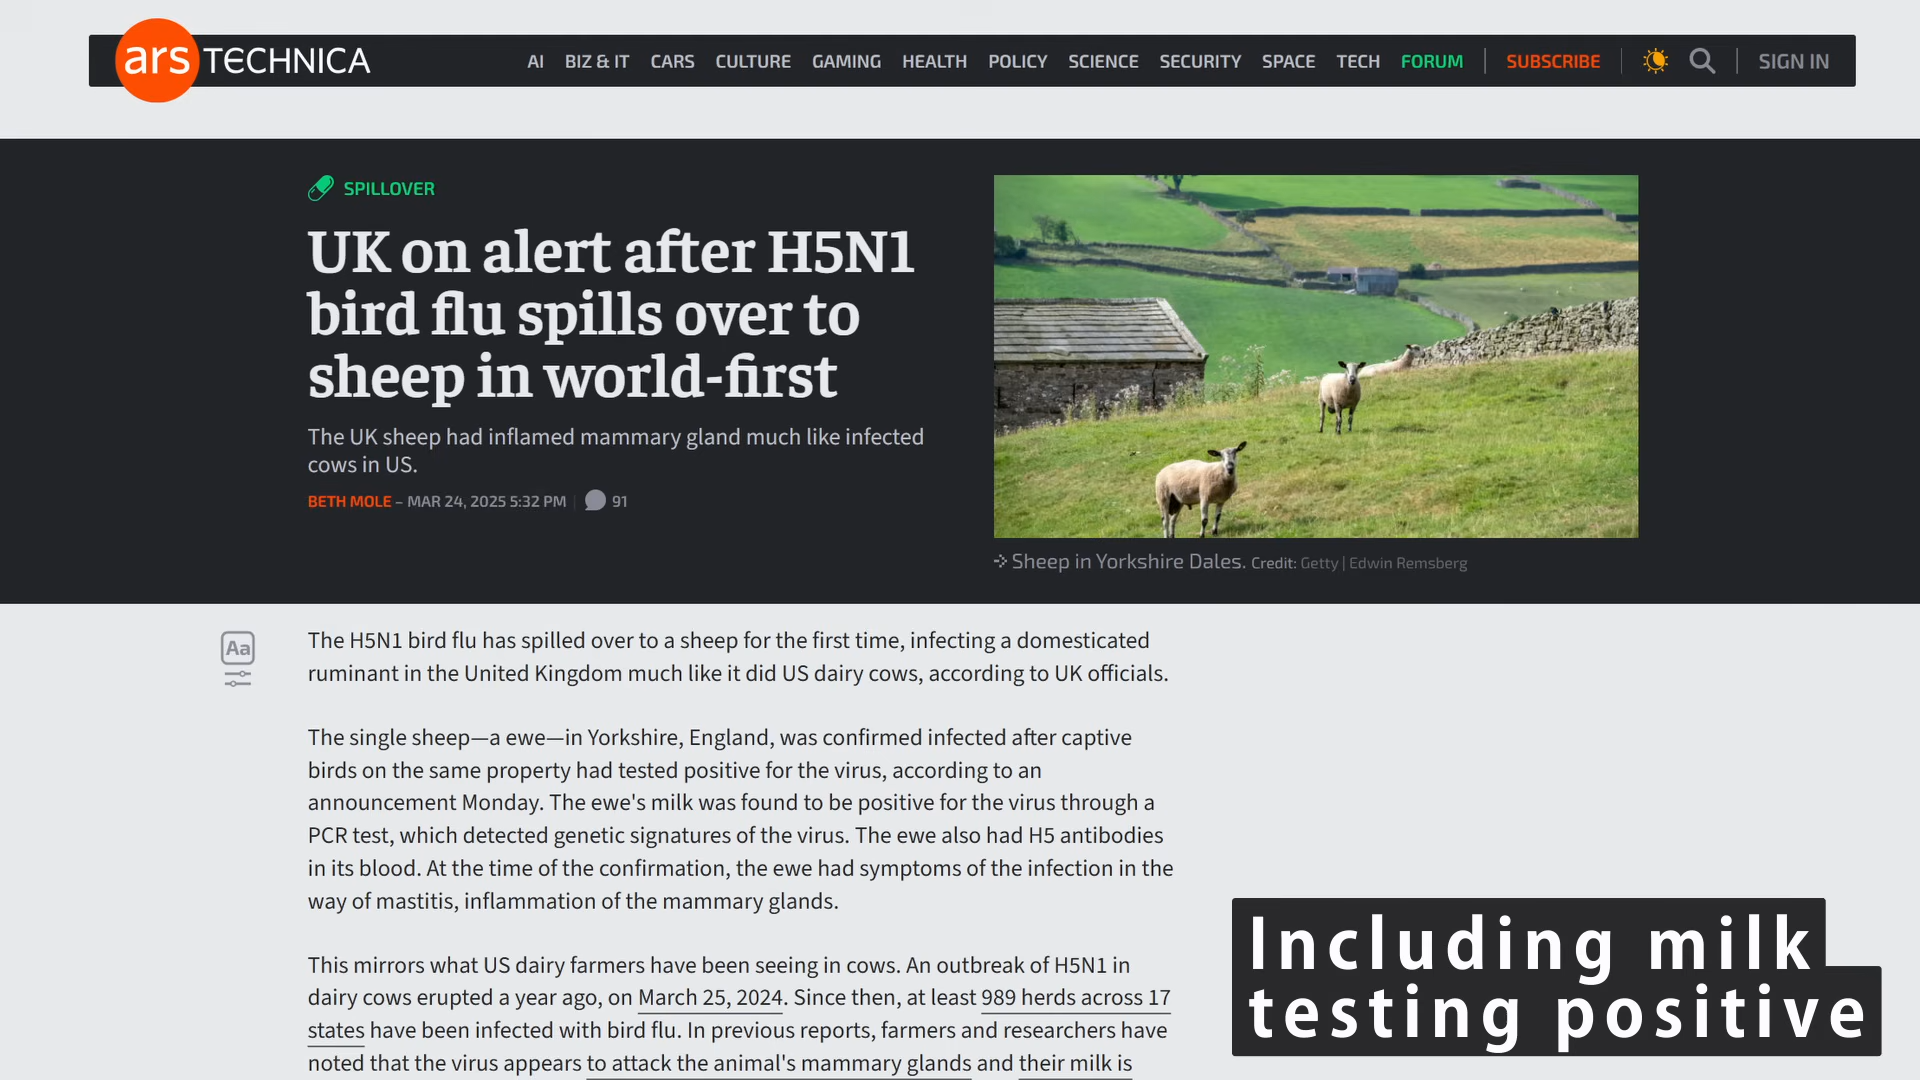 ars TECHNICA
AI BIZ & IT CARS CULTURE GAMING HEALTH POLICY SCIENCE SECURITY SPACE TECH FORUM SUBSCRIBE SIGN IN
SPILLOVER
UK on alert after H5N1
bird flu spills over to
sheep in world-first
The UK sheep had inflamed mammary gland much like infected
cows in US.
BETH MOLE – MAR 24, 2025 5:32 PM 91
Sheep in Yorkshire Dales. Credit: Getty | Edwin Remsberg
Aa
The H5N1 bird flu has spilled over to a sheep for the first time, infecting a domesticated
ruminant in the United Kingdom much like it did US dairy cows, according to UK officials.
The single sheep—a ewe—in Yorkshire, England, was confirmed infected after captive
birds on the same property had tested positive for the virus, according to an
announcement Monday. The ewe's milk was found to be positive for the virus through a
PCR test, which detected genetic signatures of the virus. The ewe also had H5 antibodies
in its blood. At the time of the confirmation, the ewe had symptoms of the infection in the
way of mastitis, inflammation of the mammary glands.
This mirrors what US dairy farmers have been seeing in cows. An outbreak of H5N1 in
dairy cows erupted a year ago, on March 25, 2024. Since then, at least 989 herds across 17
states have been infected with bird flu. In previous reports, farmers and researchers have
noted that the virus appears to attack the animal's mammary glands and their milk is
Including milk
testing positive